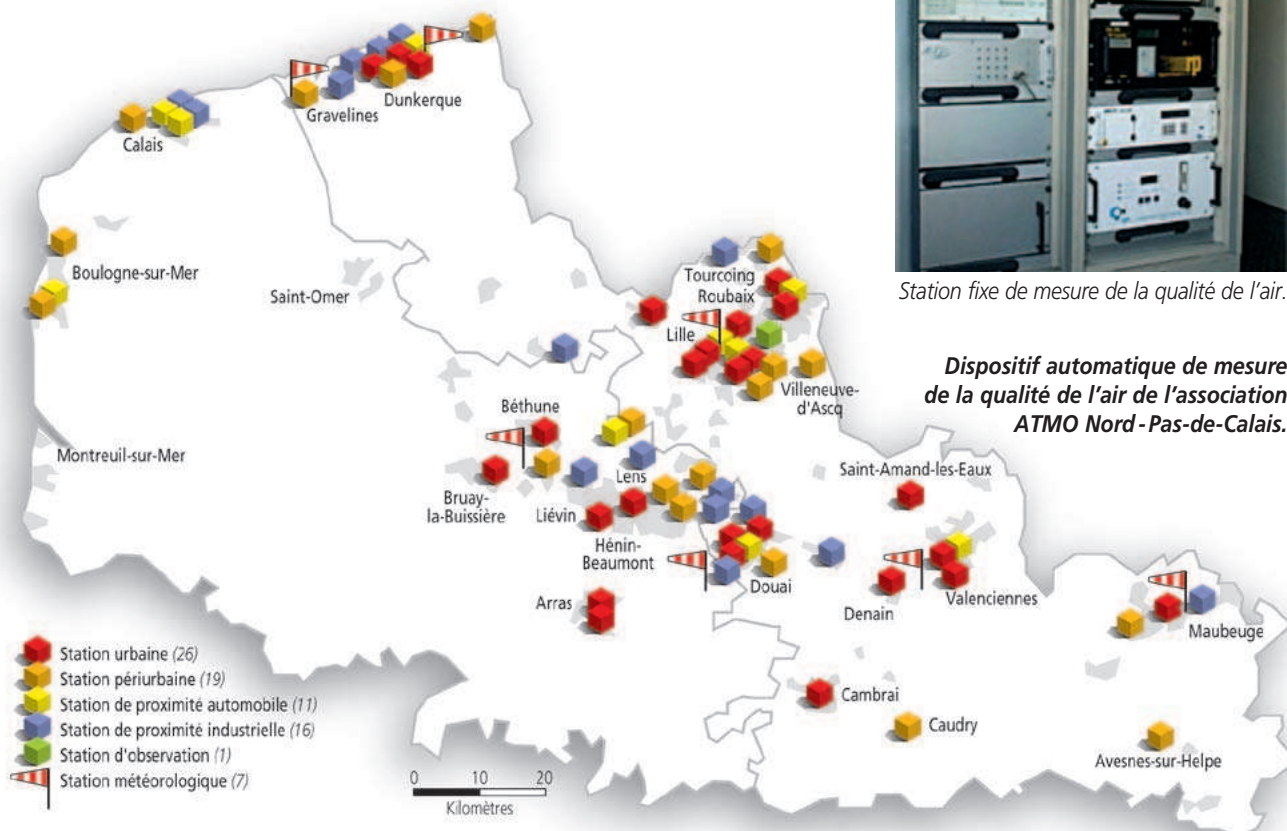 Dunkerque
Gravelines
Calais
Boulogne-sur-Mer
Saint-Omer
Tourcoing
Roubaix
Lille
Villeneuve-
d'Ascq
Station fixe de mesure de la qualité de l'air.
Dispositif automatique de mesure
de la qualité de l'air de l'association
ATMO Nord-Pas-de-Calais.
Montreuil-sur-Mer
Béthune
Bruay-
la-Buissière
Lens
Liévin
Hénin-
Beaumont
Douai
Arras
Saint-Amand-les-Eaux
Denain
Valenciennes
Maubeuge
Cambrai
Caudry
Avesnes-sur-Helpe
Station urbaine (26)
Station périurbaine (19)
Station de proximité automobile (11)
Station de proximité industrielle (16)
Station d'observation (1)
Station météorologique (7)
0 10 20
Kilomètres